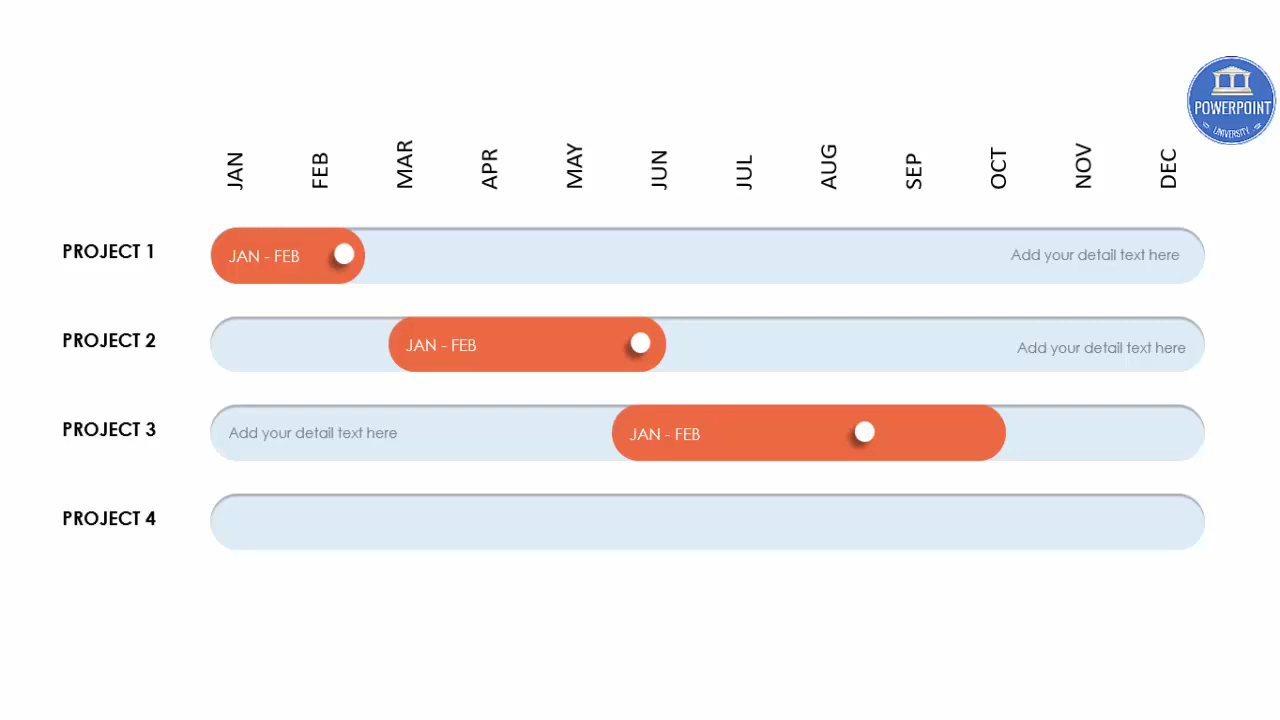 POWERPOINT
UNIVERSITY
JAN
FEB
MAR
APR
MAY
JUN
JUL
AUG
SEP
OCT
NOV
DEC
PROJECT 1
JAN - FEB
Add your detail text here
PROJECT 2
JAN - FEB
Add your detail text here
PROJECT 3
Add your detail text here
JAN - FEB
PROJECT 4